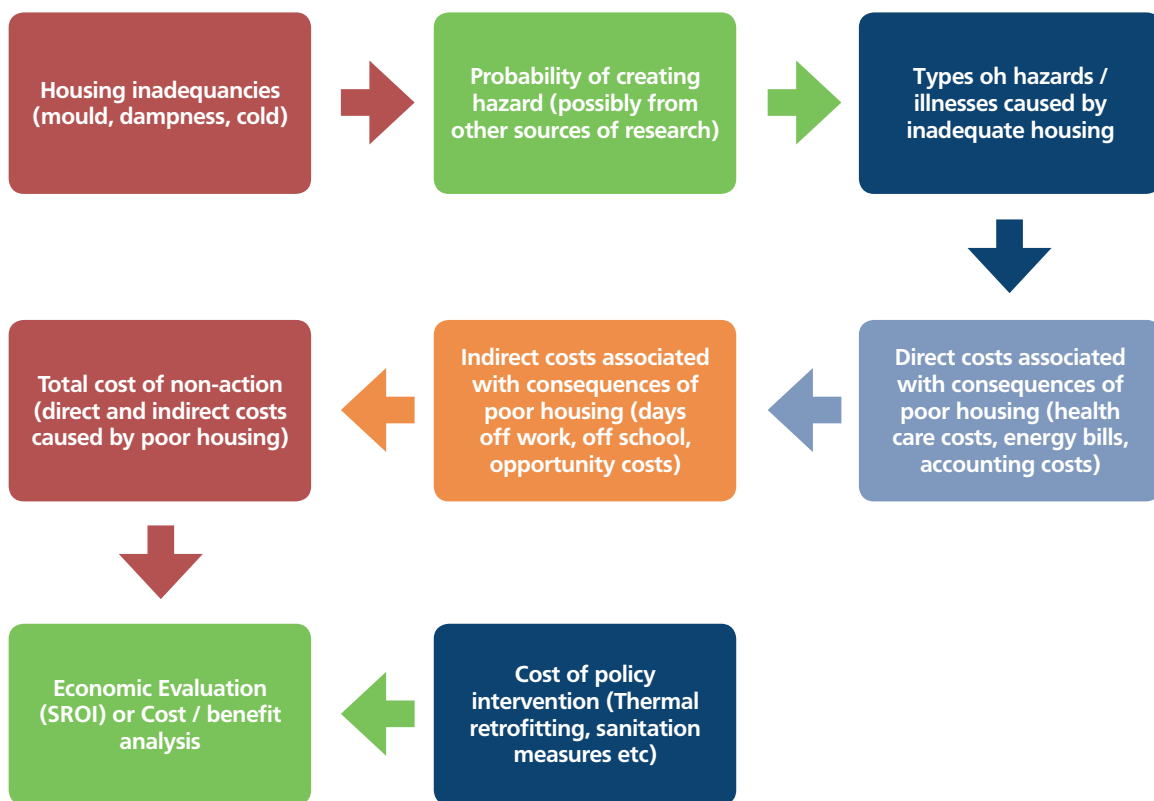 Housing inadequancies
(mould, dampness, cold)
Probability of creating
hazard (possibly from
other sources of research)
Types oh hazards /
illnesses caused by
inadequate housing
Direct costs associated
with consequences of
poor housing (health
care costs, energy bills,
accounting costs)
Indirect costs associated
with consequences of
poor housing (days
off work, off school,
opportunity costs)
Total cost of non-action
(direct and indirect costs
caused by poor housing)
Economic Evaluation
(SROI) or Cost / benefit
analysis
Cost of policy
intervention (Thermal
retrofitting, sanitation
measures etc)